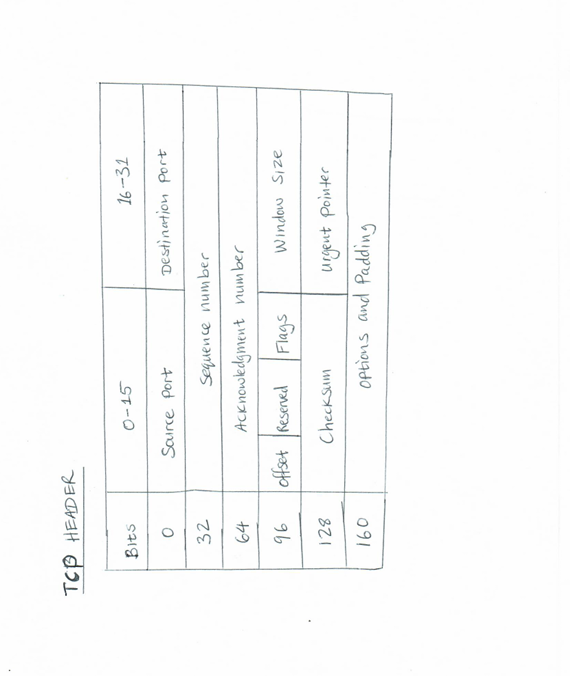 TCP HEADER
Bits 0-15 16-31
0 Source Port Destination Port
32 Sequence number
64 Acknowledgment number
96 Offset Reserved Flags Window Size
128 Checksum Urgent Pointer
160 Options and Padding